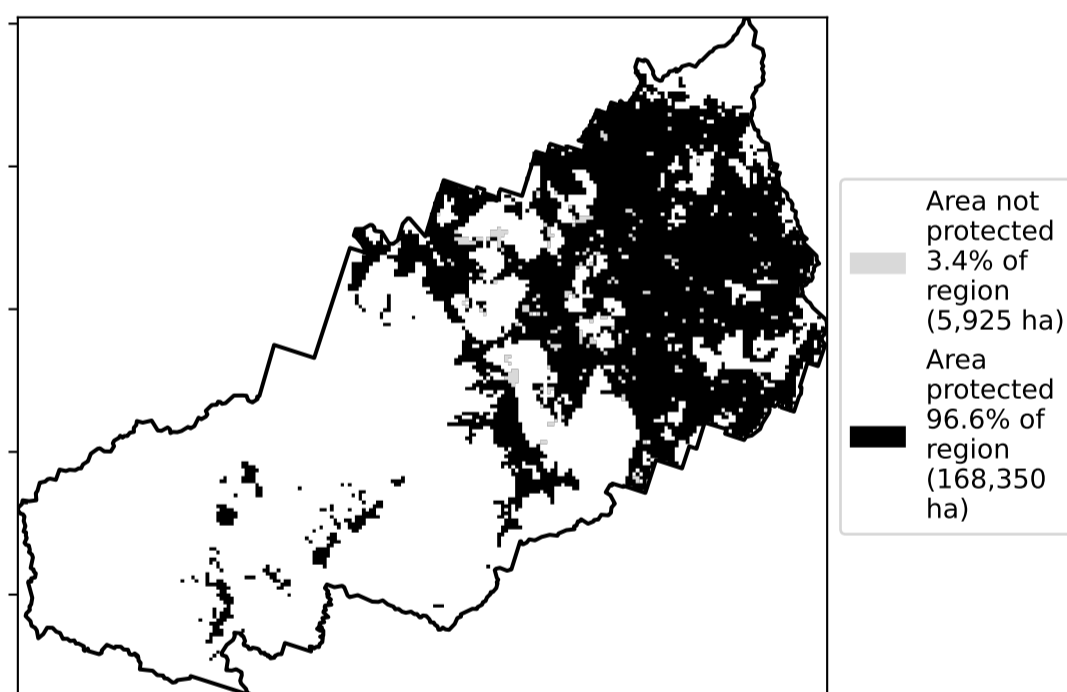 Area not
protected
3.4% of
region
(5,925 ha)
Area
protected
96.6% of
region
(168,350
ha)